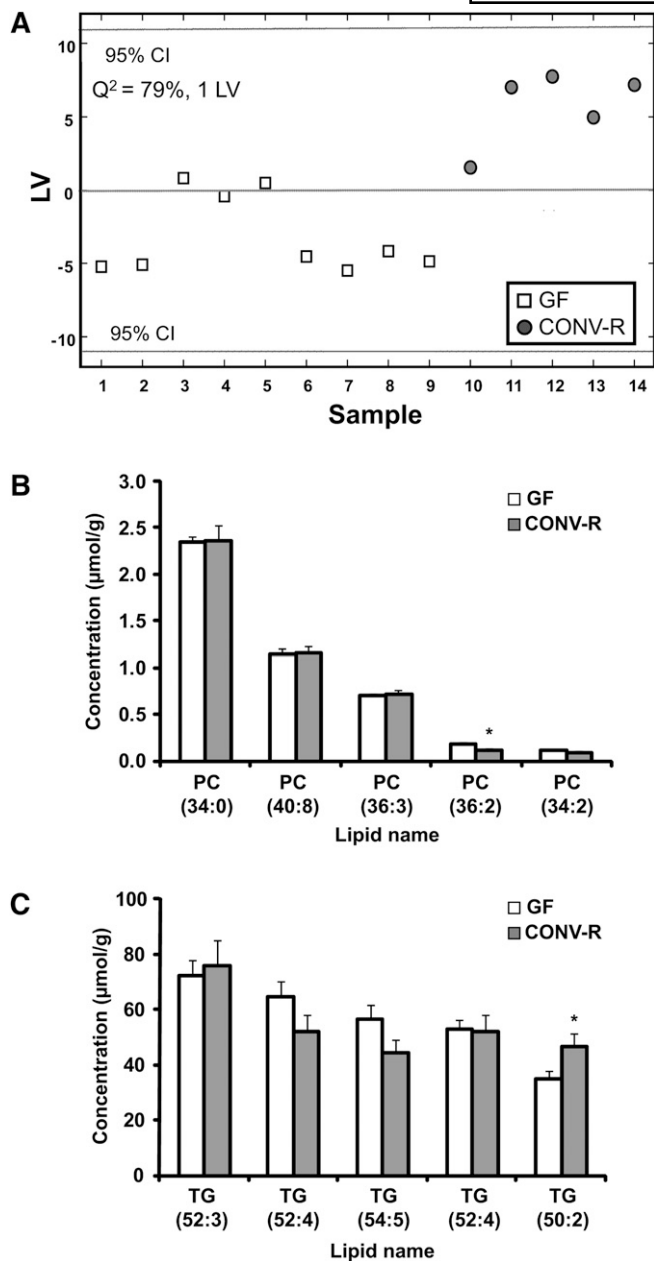 A
95% CI
Q² = 79%, 1 LV
LV
10
5
0
-5
-10
95% CI
GF
CONV-R
1 2 3 4 5 6 7 8 9 10 11 12 13 14
Sample
B
GF
CONV-R
Concentration (µmol/g)
3.0
2.5
2.0
1.5
1.0
0.5
0.0
*
PC PC PC PC PC
(34:0) (40:8) (36:3) (36:2) (34:2)
Lipid name
C
GF
CONV-R
Concentration (µmol/g)
100
80
60
40
20
0
*
TG TG TG TG TG
(52:3) (52:4) (54:5) (52:4) (50:2)
Lipid name